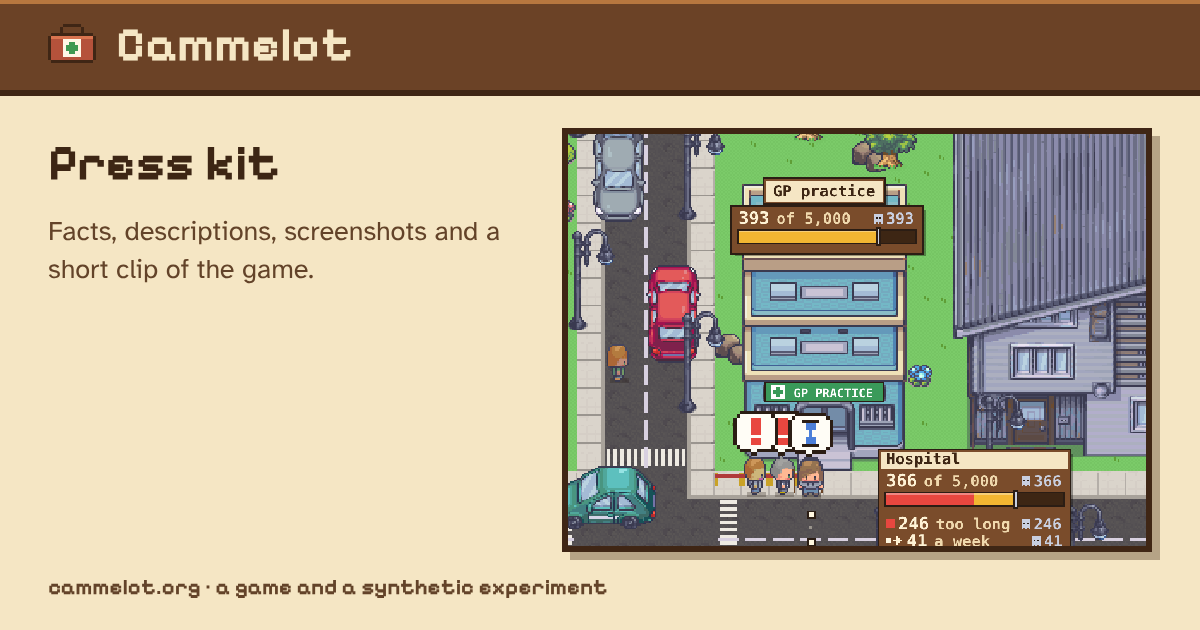 Cammelot
Press kit
Facts, descriptions, screenshots and a
short clip of the game.
GP practice
393 of 5,000 393
GP PRACTICE
Hospital
366 of 5,000 366
246 too long 246
41 a week 41
cammelot.org · a game and a synthetic experiment